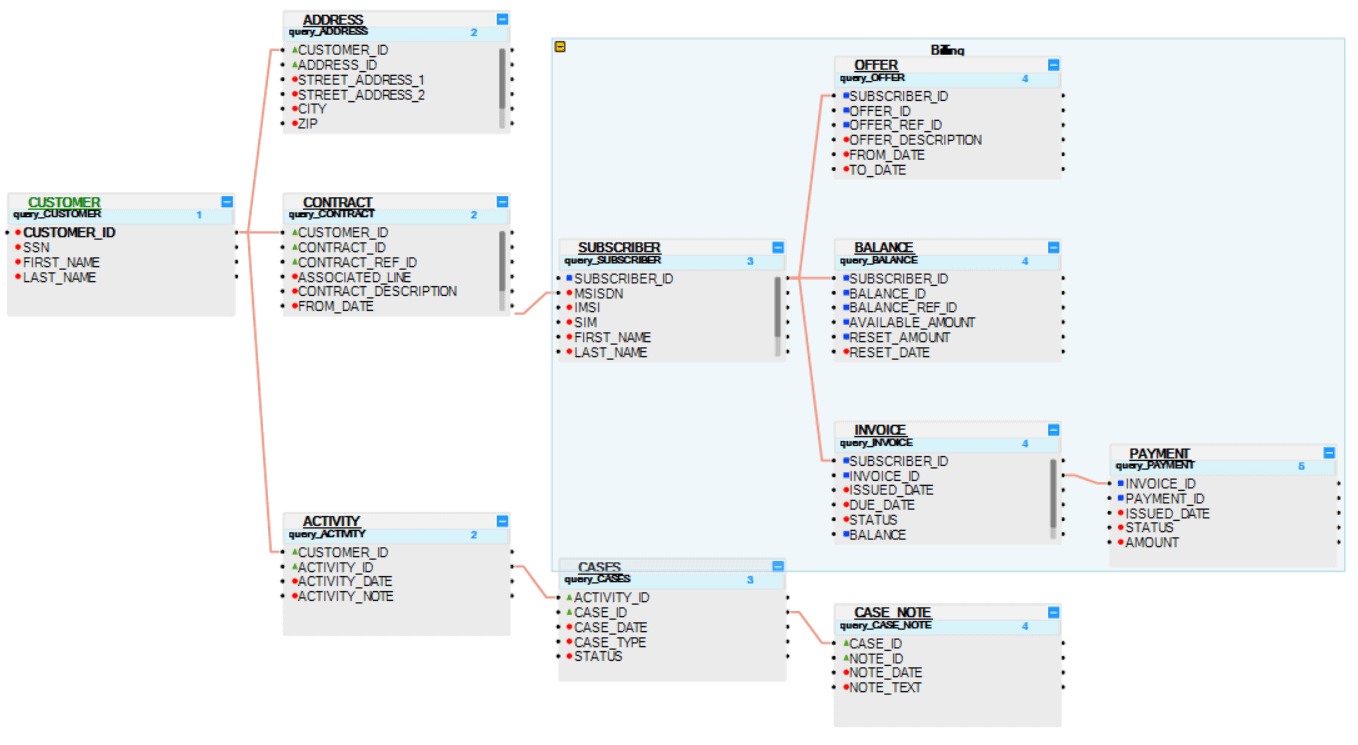 ADDRESS
query_ADDRESS 2
CUSTOMER_ID
ADDRESS_ID
STREET_ADDRESS_1
STREET_ADDRESS_2
CITY
ZIP
CUSTOMER
query_CUSTOMER 1
CUSTOMER_ID
SSN
FIRST_NAME
LAST_NAME
CONTRACT
query_CONTRACT 2
CUSTOMER_ID
CONTRACT_ID
CONTRACT_REF_ID
ASSOCIATED_LINE
CONTRACT_DESCRIPTION
FROM_DATE
ACTIVITY
query_ACTIVITY 2
CUSTOMER_ID
ACTIVITY_ID
ACTIVITY_DATE
ACTIVITY_NOTE
Billing
SUBSCRIBER
query_SUBSCRIBER 3
SUBSCRIBER_ID
MSISDN
IMSI
SIM
FIRST_NAME
LAST_NAME
OFFER
query_OFFER 4
SUBSCRIBER_ID
OFFER_ID
OFFER_REF_ID
OFFER_DESCRIPTION
FROM_DATE
TO_DATE
BALANCE
query_BALANCE 4
SUBSCRIBER_ID
BALANCE_ID
BALANCE_REF_ID
AVAILABLE_AMOUNT
RESET_AMOUNT
RESET_DATE
INVOICE
query_INVOICE 4
SUBSCRIBER_ID
INVOICE_ID
ISSUED_DATE
DUE_DATE
STATUS
BALANCE
PAYMENT
query_PAYMENT 5
INVOICE_ID
PAYMENT_ID
ISSUED_DATE
STATUS
AMOUNT
CASES
query_CASES 3
ACTIVITY_ID
CASE_ID
CASE_DATE
CASE_TYPE
STATUS
CASE_NOTE
query_CASE_NOTE 4
CASE_ID
NOTE_ID
NOTE_DATE
NOTE_TEXT